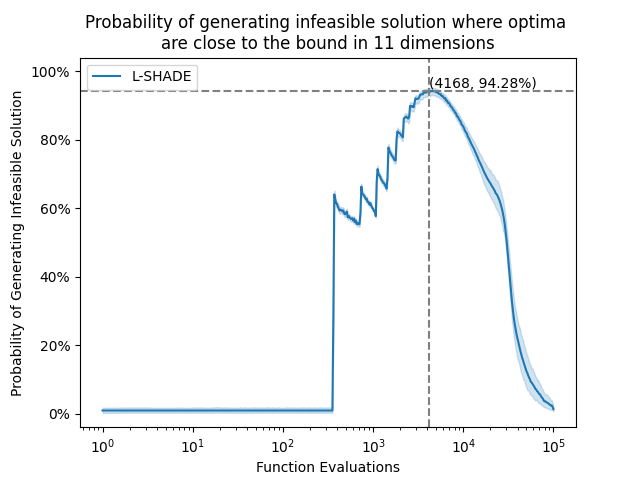 Probability of generating infeasible solution where optima
are close to the bound in 11 dimensions
L-SHADE
(4168, 94.28%)
100%
80%
60%
40%
20%
0%
Probability of Generating Infeasible Solution
10⁰ 10¹ 10² 10³ 10⁴ 10⁵
Function Evaluations